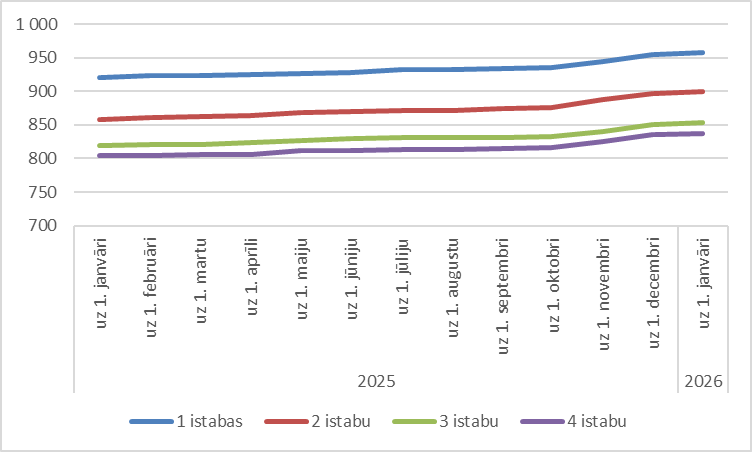 1 000
950
900
850
800
750
700
uz 1. janvāri
uz 1. februāri
uz 1. martu
uz 1. aprīli
uz 1. maiju
uz 1. jūniju
uz 1. jūliju
uz 1. augustu
uz 1. septembri
uz 1. oktobri
uz 1. novembri
uz 1. decembri
uz 1. janvāri
2025
2026
1 istabas
2 istabu
3 istabu
4 istabu